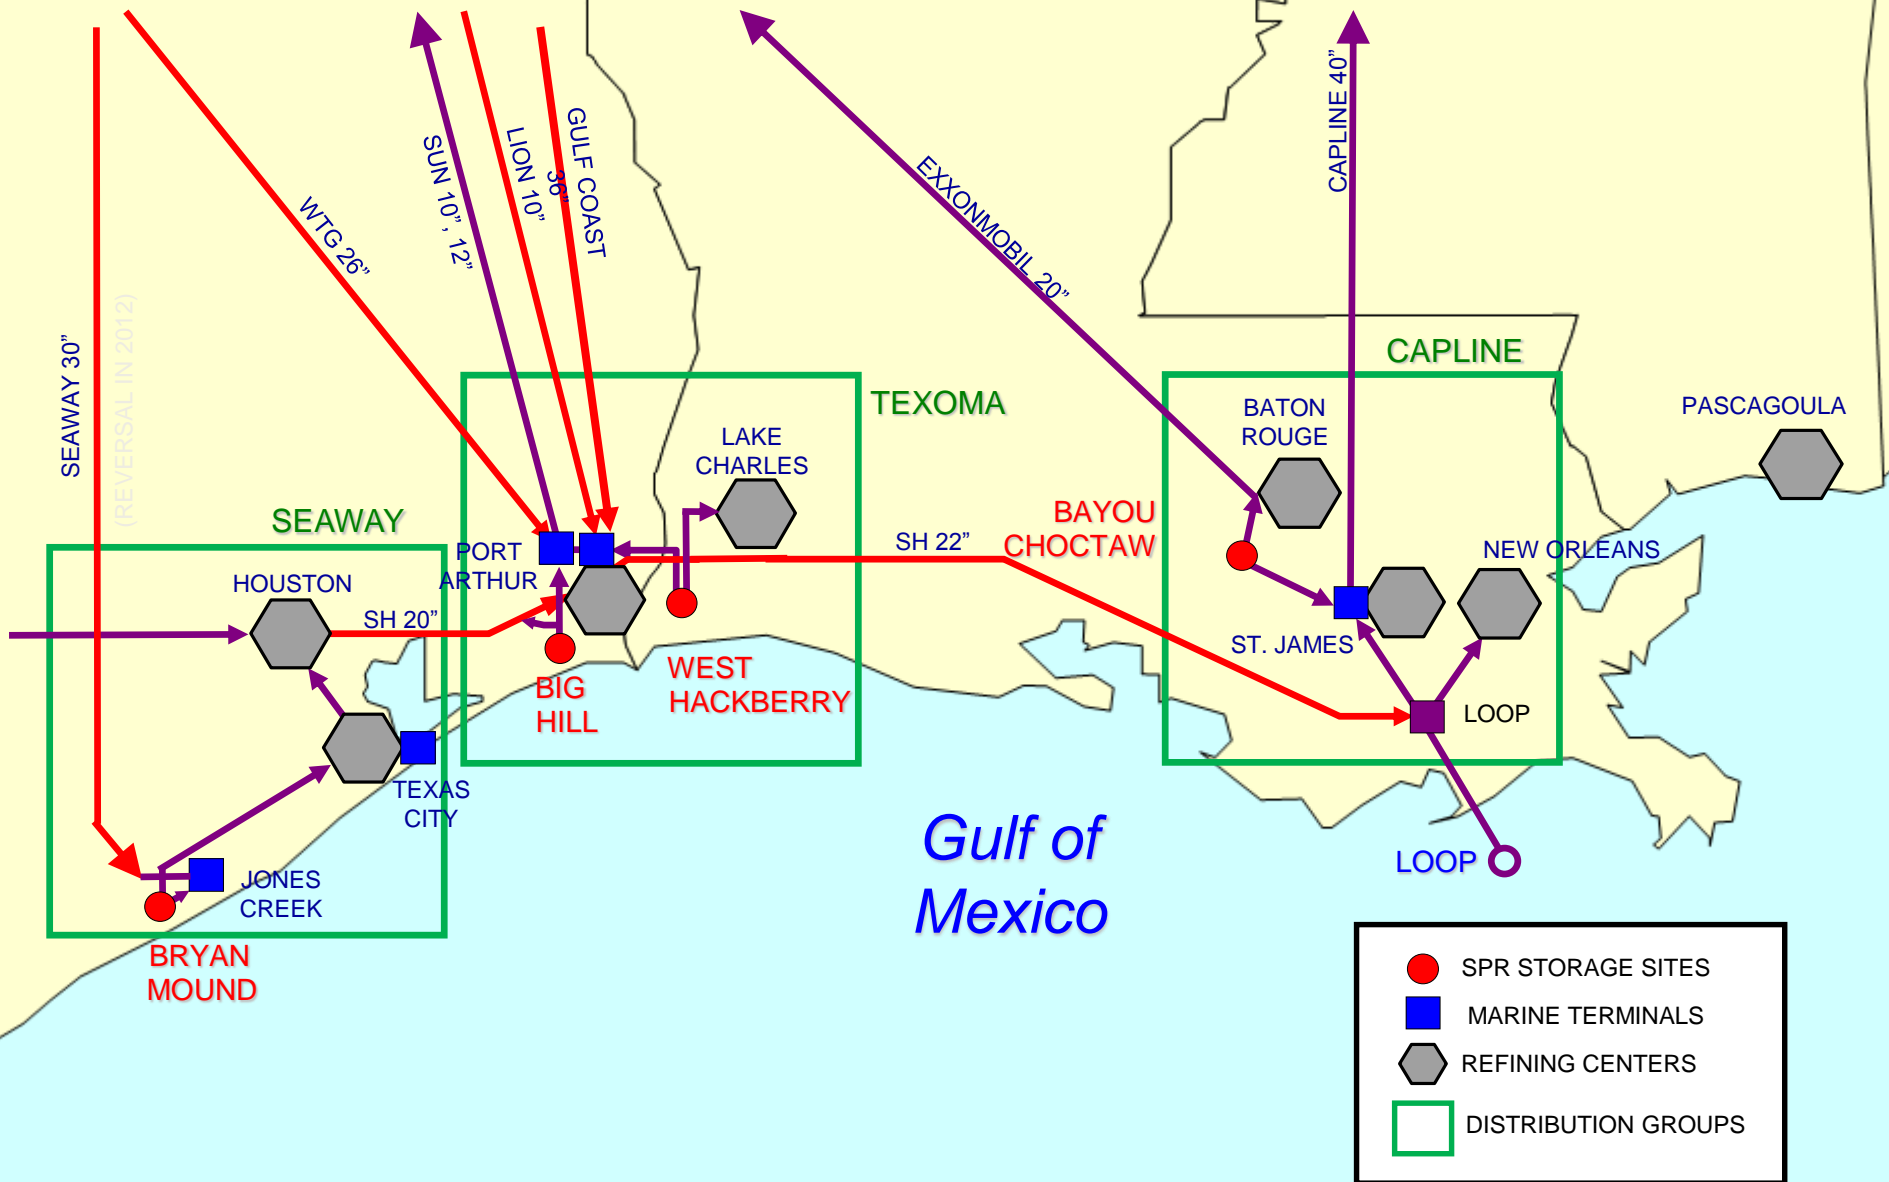 CAPLINE 40”
SUN 10”, 12”
LION 10”
GULF COAST
36”
EXXONMOBIL 20”
WTG 26”
SEAWAY 30”
(REVERSAL IN 2012)
CAPLINE
TEXOMA
BATON
ROUGE
PASCAGOULA
LAKE
CHARLES
SEAWAY
BAYOU
CHOCTAW
SH 22”
PORT
ARTHUR
NEW ORLEANS
HOUSTON
SH 20”
ST. JAMES
WEST
HACKBERRY
BIG
HILL
LOOP
TEXAS
CITY
Gulf of
Mexico
LOOP
JONES
CREEK
BRYAN
MOUND
SPR STORAGE SITES
MARINE TERMINALS
REFINING CENTERS
DISTRIBUTION GROUPS